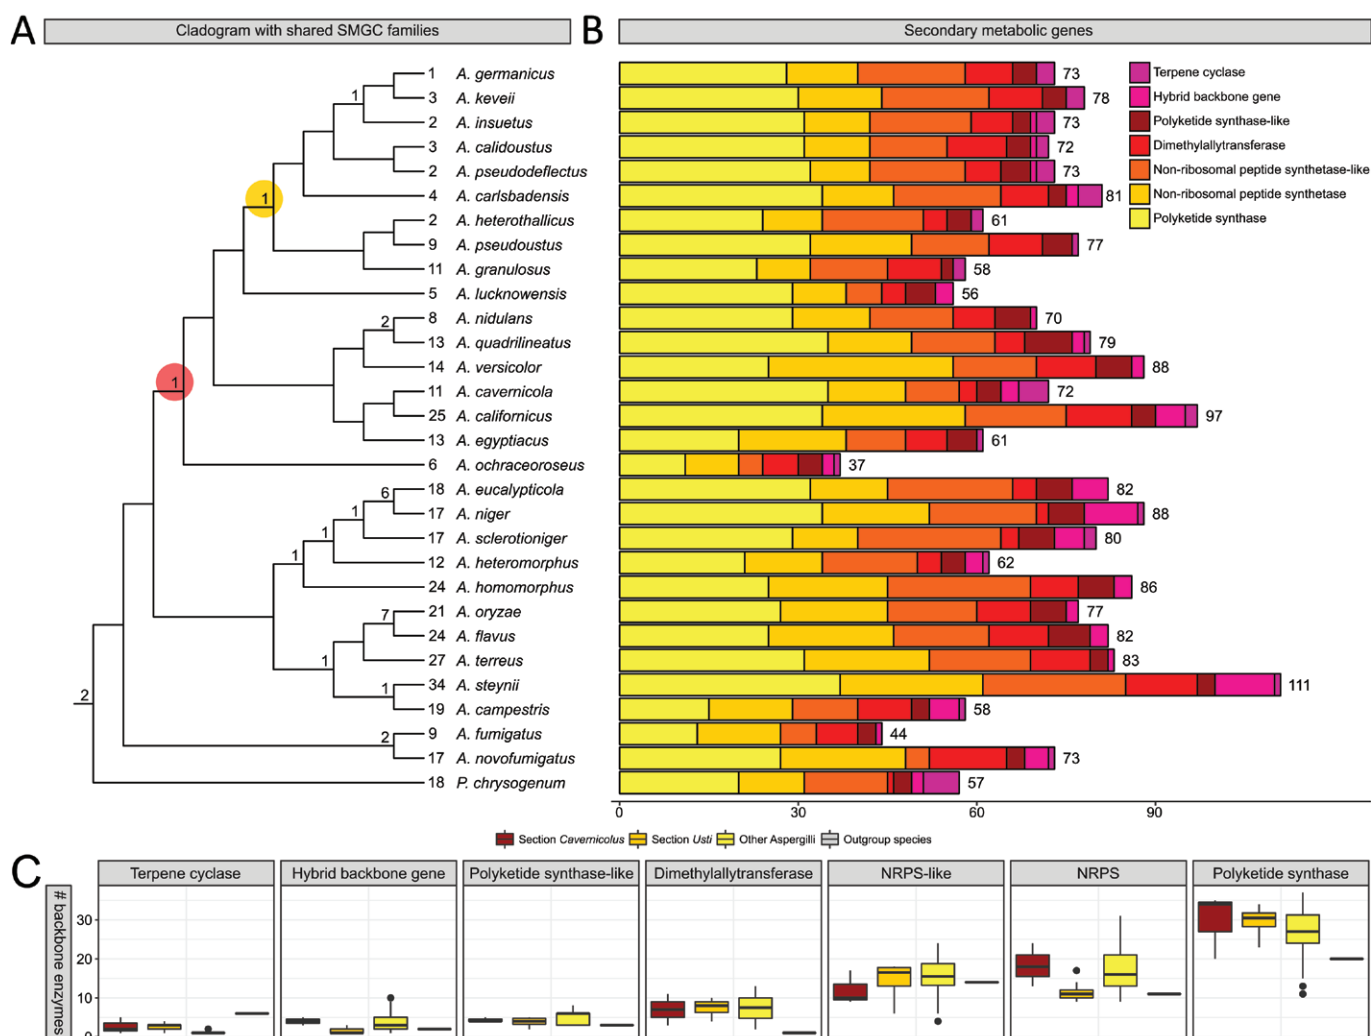 A Cladogram with shared SMGC families B Secondary metabolic genes
1 A. germanicus 73 Terpene cyclase
1
3 A. keveii 78 Hybrid backbone gene
2 A. insuetus 73 Polyketide synthase-like
3 A. calidoustus 72 Dimethylallytransferase
2 A. pseudodeflectus 73 Non-ribosomal peptide synthetase-like
1 4 A. carlsbadensis 81 Non-ribosomal peptide synthetase
2 A. heterothallicus 61 Polyketide synthase
9 A. pseudoustus 77
11 A. granulosus 58
5 A. lucknowensis 56
2 8 A. nidulans 70
13 A. quadrilineatus 79
14 A. versicolor 88
1 11 A. cavernicola 72
25 A. californicus 97
13 A. egyptiacus 61
6 A. ochraceoroseus 37
6 18 A. eucalypticola 82
1 17 A. niger 88
1 17 A. sclerotioniger 80
1 12 A. heteromorphus 62
24 A. homomorphus 86
7 21 A. oryzae 77
24 A. flavus 82
1 27 A. terreus 83
2 1 34 A. steynii 111
19 A. campestris 58
2 9 A. fumigatus 44
17 A. novofumigatus 73
18 P. chrysogenum 57
0 30 60 90
Section Cavernicolus Section Usti Other Aspergilli Outgroup species
C Terpene cyclase Hybrid backbone gene Polyketide synthase-like Dimethylallytransferase NRPS-like NRPS Polyketide synthase
# backbone enzymes
30
20
10
0